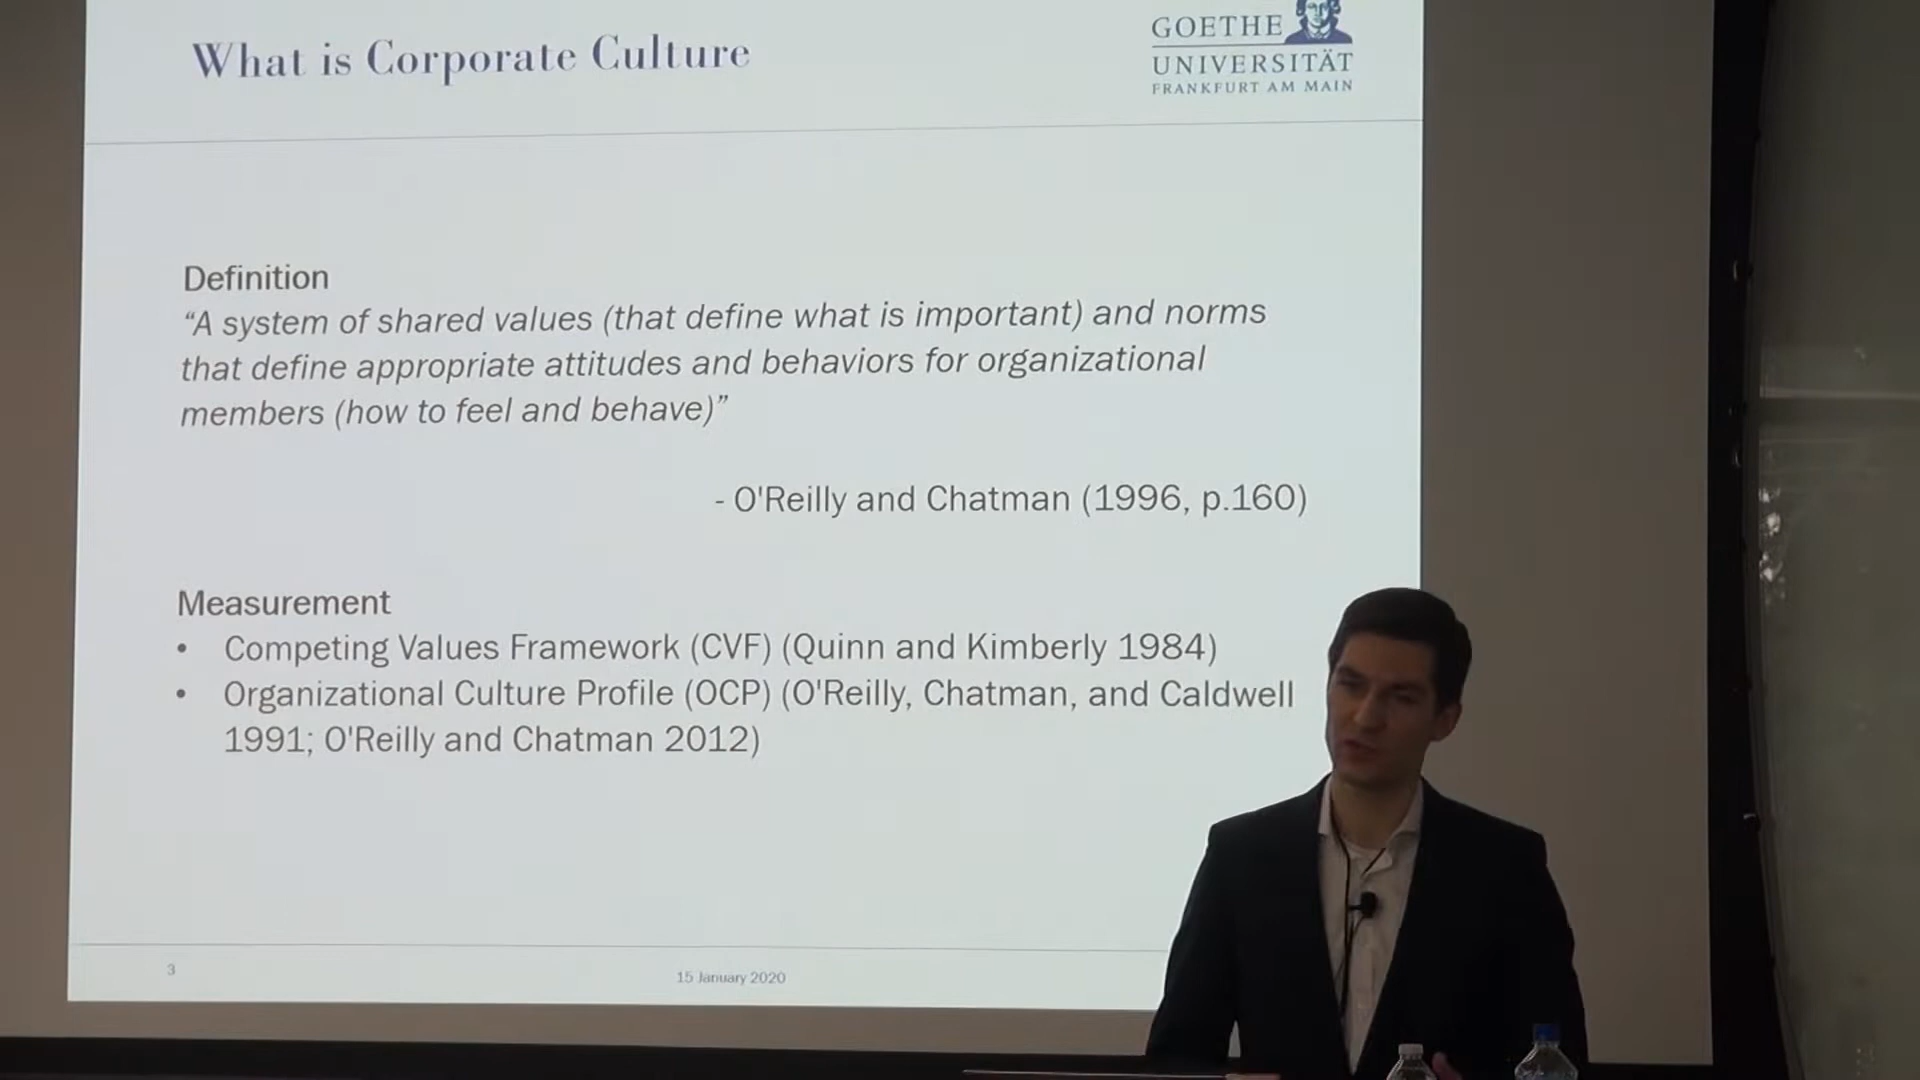 What is Corporate Culture
GOETHE
UNIVERSITÄT
FRANKFURT AM MAIN
Definition
“A system of shared values (that define what is important) and norms
that define appropriate attitudes and behaviors for organizational
members (how to feel and behave)”
- O'Reilly and Chatman (1996, p.160)
Measurement
• Competing Values Framework (CVF) (Quinn and Kimberly 1984)
• Organizational Culture Profile (OCP) (O'Reilly, Chatman, and Caldwell
1991; O'Reilly and Chatman 2012)
3
15 January 2020